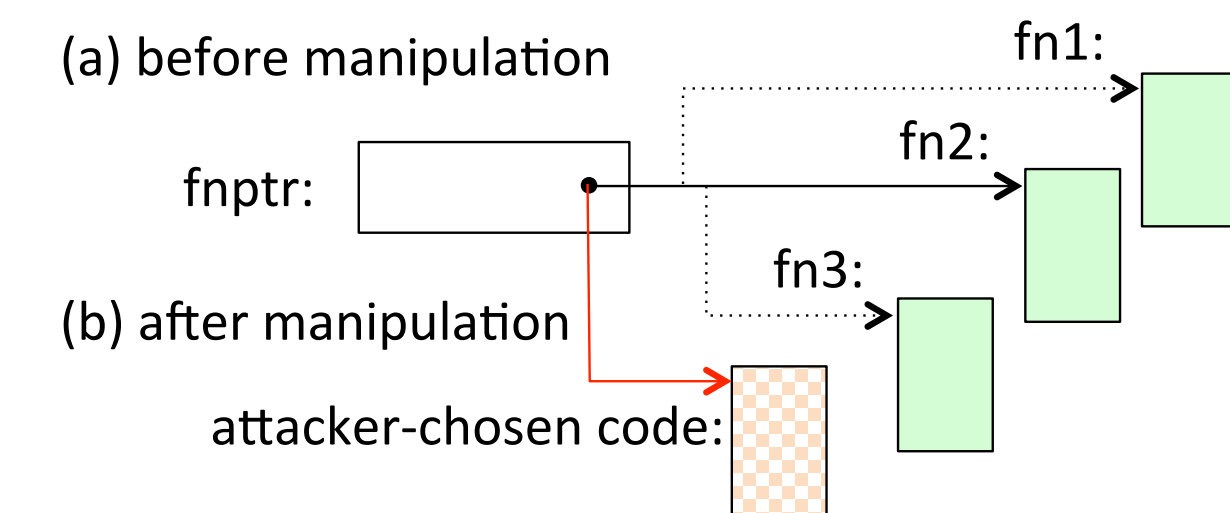 (a) before manipulation
fn1:
fn2:
fnptr:
fn3:
(b) after manipulation
attacker-chosen code: